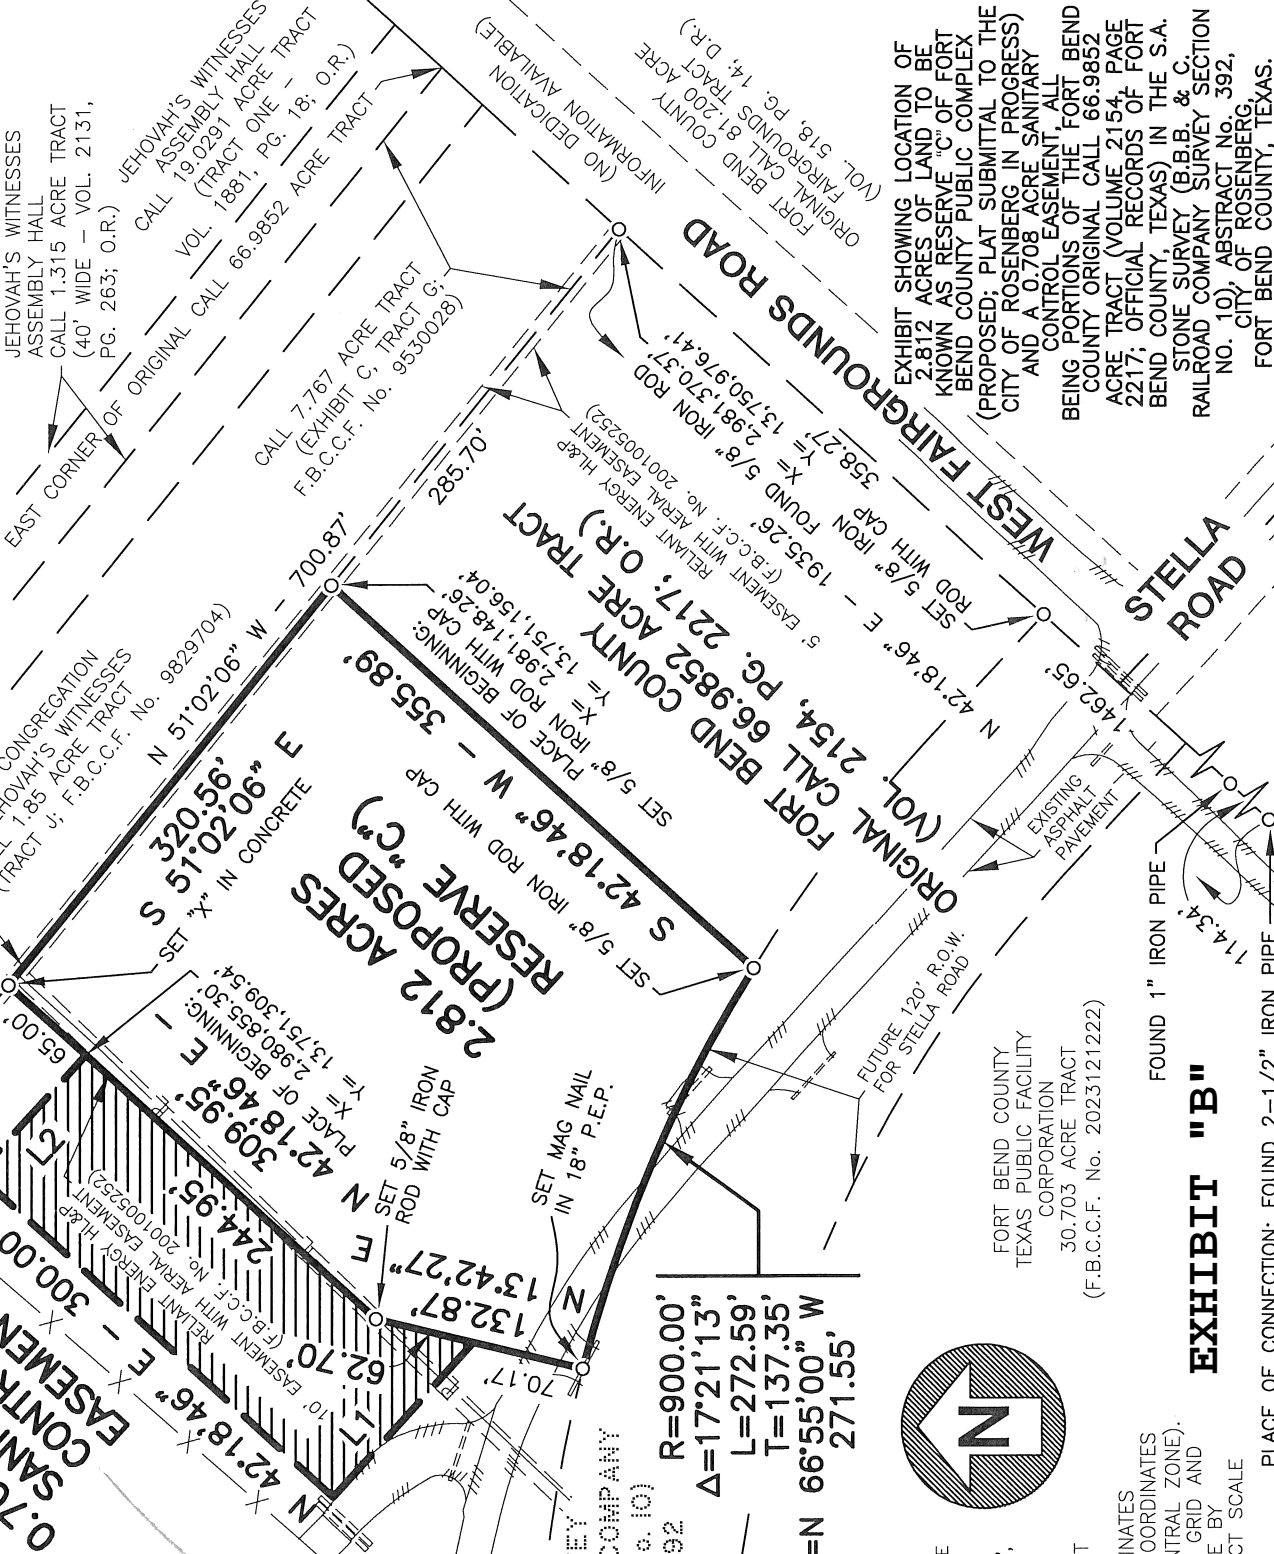 JEHOVAH'S WITNESSES
ASSEMBLY HALL
CALL 1.315 ACRE TRACT
(40' WIDE – VOL. 2131,
PG. 263; O.R.)
JEHOVAH'S WITNESSES
ASSEMBLY HALL
CALL 19.0291 ACRE TRACT
(TRACT ONE –
VOL. 1881, PG. 18; O.R.)
EAST CORNER OF ORIGINAL CALL 66.9852 ACRE TRACT
(NO DEDICATION
INFORMATION AVAILABLE)
FORT BEND COUNTY
ORIGINAL CALL 81.200 ACRE
FAIRGROUNDS TRACT
(VOL. 518, PG. 14; D.R.)
EXHIBIT SHOWING LOCATION OF
2.812 ACRES OF LAND TO BE
KNOWN AS RESERVE "C" OF FORT
BEND COUNTY PUBLIC COMPLEX
(PROPOSED; PLAT SUBMITTAL TO THE
CITY OF ROSENBERG IN PROGRESS)
AND A 0.708 ACRE SANITARY
CONTROL EASEMENT, ALL
BEING PORTIONS OF THE FORT BEND
COUNTY ORIGINAL CALL 66.9852
ACRE TRACT (VOLUME 2154, PAGE
2217; OFFICIAL RECORDS OF FORT
BEND COUNTY, TEXAS) IN THE S.A.
STONE SURVEY (B.B.B. & C.
RAILROAD COMPANY SURVEY SECTION
NO. 10), ABSTRACT No. 392,
CITY OF ROSENBERG,
FORT BEND COUNTY, TEXAS.
CALL 7.767 ACRE TRACT
(EXHIBIT C, TRACT G;
F.B.C.C.F. No. 9530028)
CONGREGATION
JEHOVAH'S WITNESSES
1.85 ACRE TRACT
(TRACT J; F.B.C.C.F. No. 9829704)
N 51°02'06" W – 700.87'
285.70'
WEST FAIRGROUNDS ROAD
FOUND 5/8" IRON ROD
X= 2,981,370.37'
Y= 13,750,976.41'
358.27'
SET 5/8" IRON
ROD WITH CAP
N 42°18'46" E – 1935.26'
5' EASEMENT WITH AERIAL EASEMENT
RELIANT ENERGY HL&P
(F.B.C.C.F. No. 2001005252)
FORT BEND COUNTY
ORIGINAL CALL 66.9852 ACRE TRACT
(VOL. 2154, PG. 2217; O.R.)
PLACE OF BEGINNING:
SET 5/8" IRON ROD WITH CAP
X= 2,981,148.26'
Y= 13,751,156.04'
S 42°18'46" W – 355.89'
SET 5/8" IRON ROD WITH CAP
320.56'
S 51°02'06" E
SET "X" IN CONCRETE
2.812 ACRES
(PROPOSED
RESERVE "C")
STELLA
ROAD
1462.65'
EXISTING
ASPHALT
PAVEMENT
114.34'
FOUND 1" IRON PIPE
FUTURE 120' R.O.W.
FOR STELLA ROAD
65.00'
PLACE OF BEGINNING:
X= 2,980,855.30'
Y= 13,751,309.54'
309.95'
N 42°18'46" E –
244.95'
SET 5/8" IRON
ROD WITH CAP
SET MAG NAIL
IN 18" P.E.P.
132.87'
N 13°42'27" E
62.70'
70.17'
L1
L2
RELIANT ENERGY HL&P
10' EASEMENT WITH AERIAL EASEMENT
(F.B.C.C.F. No. 2001005252)
N 42°18'46" E – 300.00
R=900.00'
Δ=17°21'13"
L=272.59'
T=137.35'
=N 66°55'00" W
271.55'
FORT BEND COUNTY
TEXAS PUBLIC FACILITY
CORPORATION
30.703 ACRE TRACT
(F.B.C.C.F. No. 2023121222)
N
EXHIBIT "B"
PLACE OF CONNECTION: FOUND 2-1/2" IRON PIPE